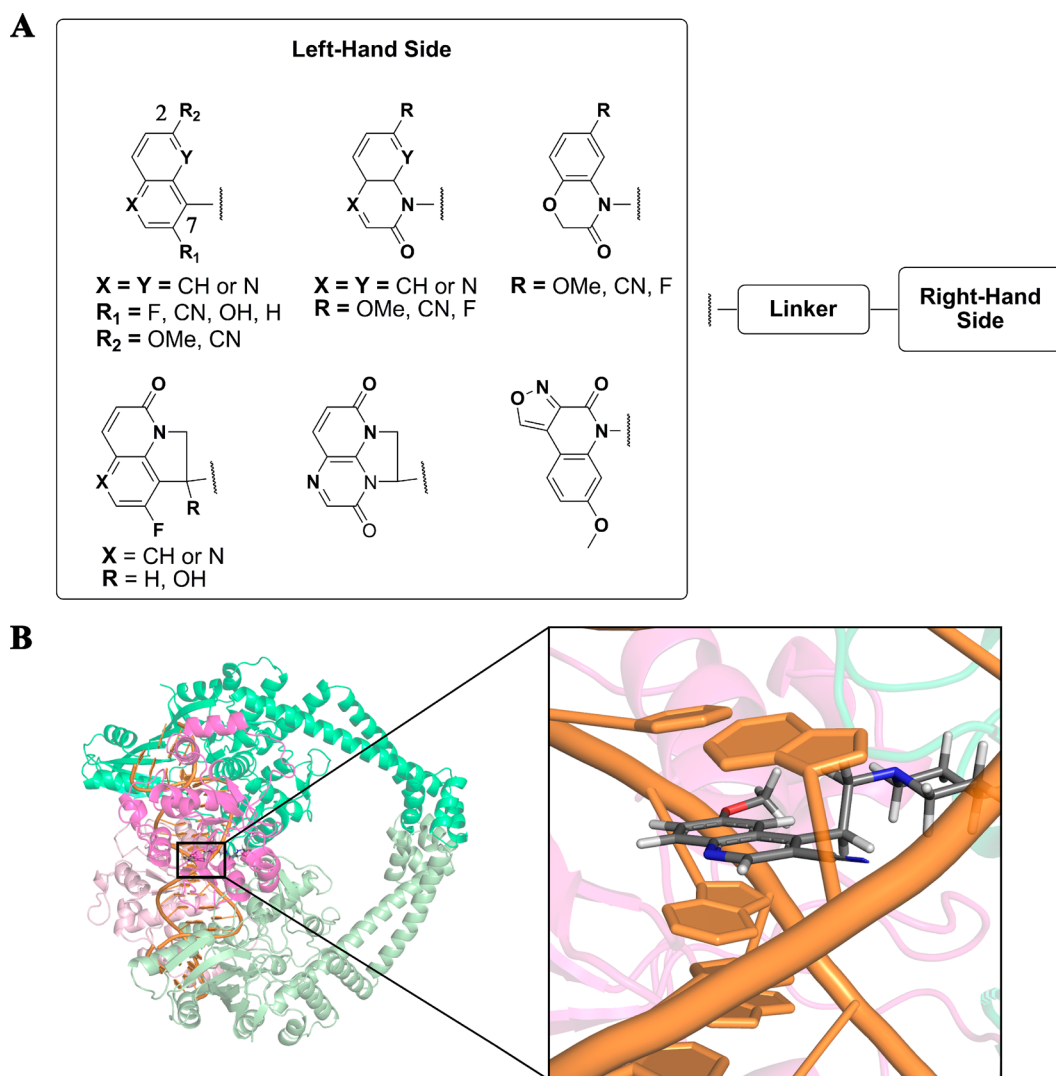 A
Left-Hand Side
2
R2
Y
X
7
R1
X = Y = CH or N
R1 = F, CN, OH, H
R2 = OMe, CN
R
Y
X
N
O
X = Y = CH or N
R = OMe, CN, F
R
O
N
O
R = OMe, CN, F
O
N
X
R
F
X = CH or N
R = H, OH
O
N
N
N
O
O
N
O
N
O
Linker
Right-Hand
Side
B